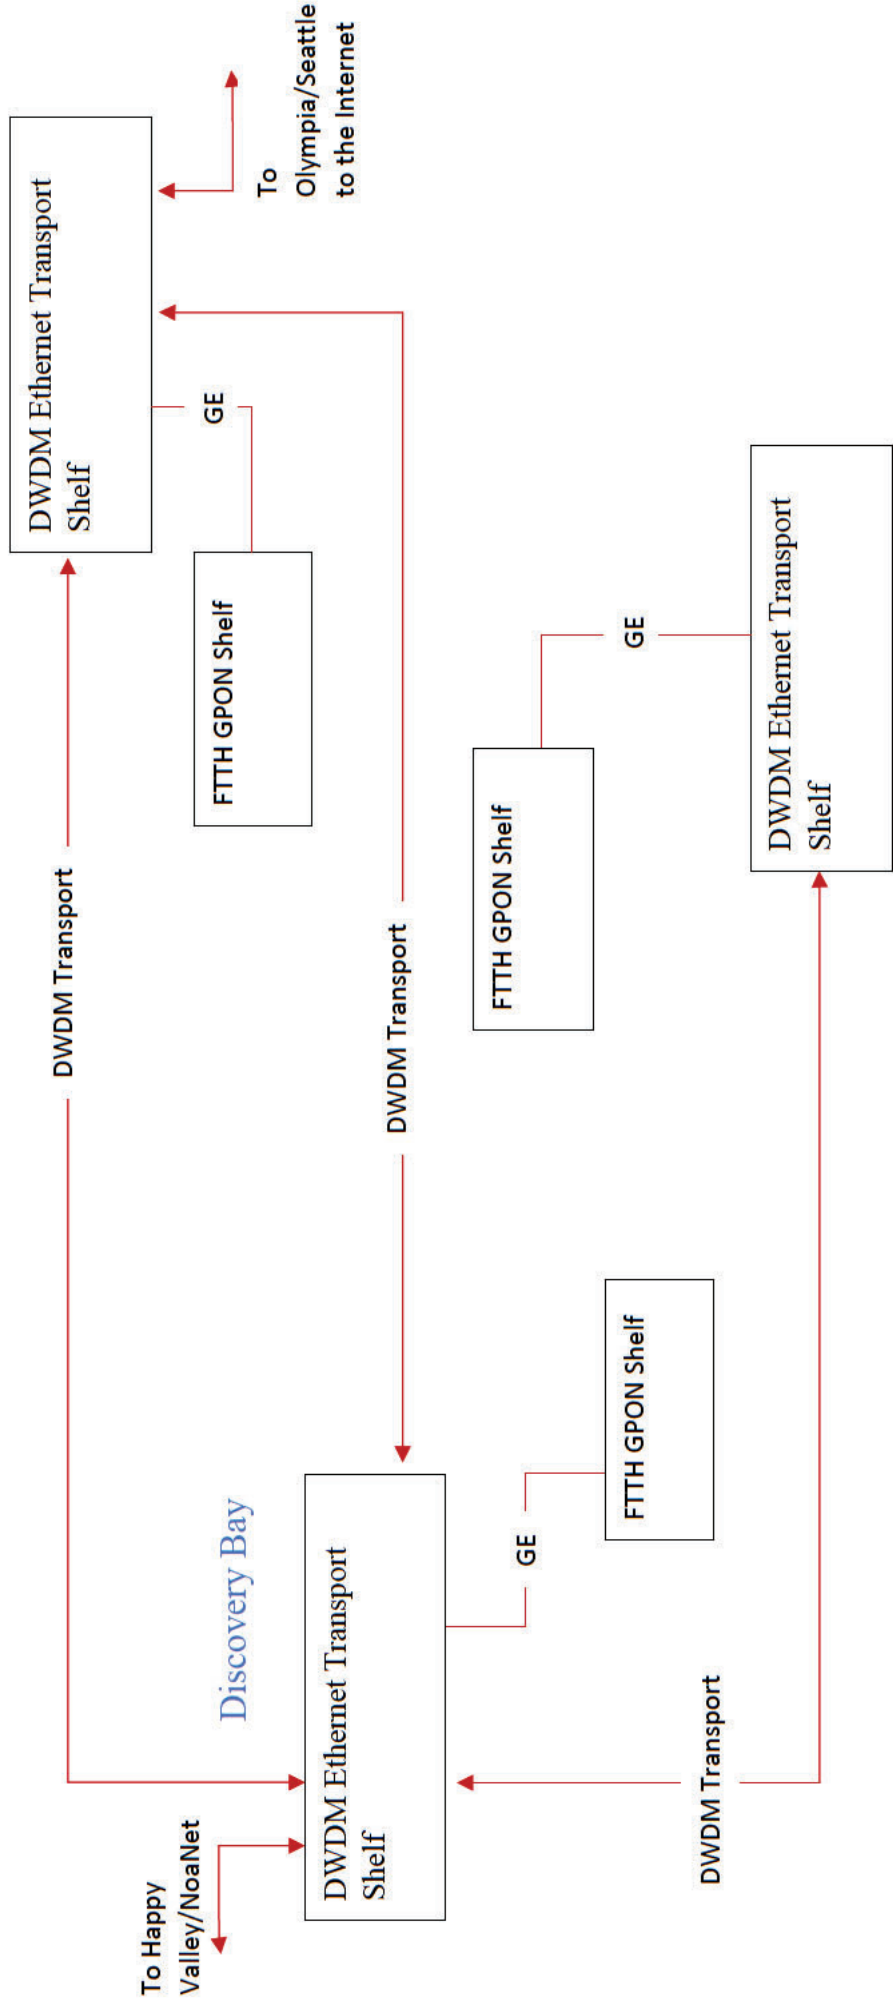 DWDM Ethernet Transport
Shelf
DWDM Transport
To Happy
Valley/NoaNet
Discovery Bay
FTTH GPON Shelf
GE
To
Olympia/Seattle
to the Internet
DWDM Ethernet Transport
Shelf
DWDM Transport
FTTH GPON Shelf
GE
FTTH GPON Shelf
GE
DWDM Transport
DWDM Ethernet Transport
Shelf